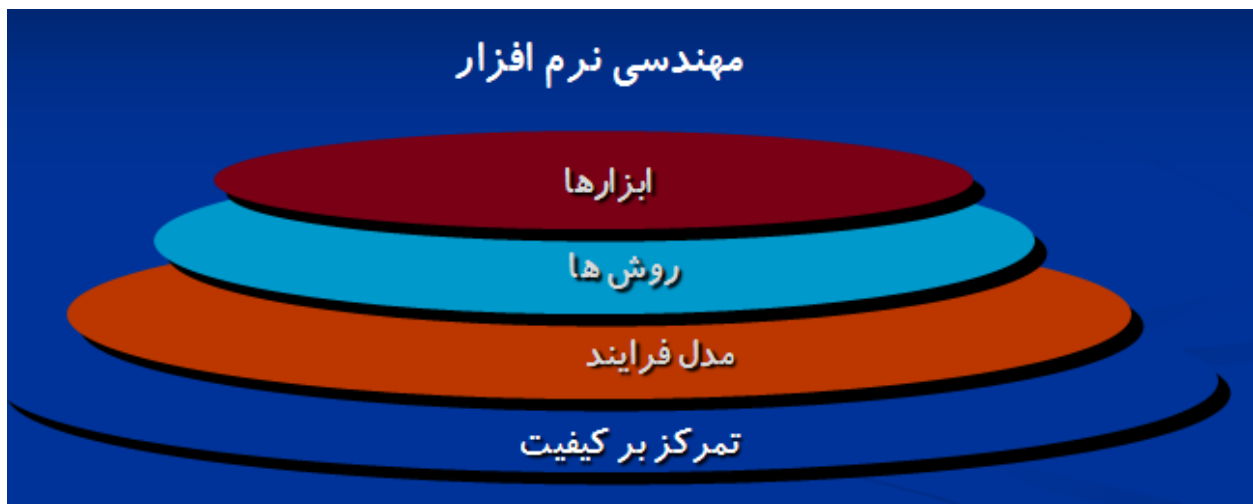 مهندسی نرم افزار
ابزارها
روش ها
مدل فرایند
تمرکز بر کیفیت